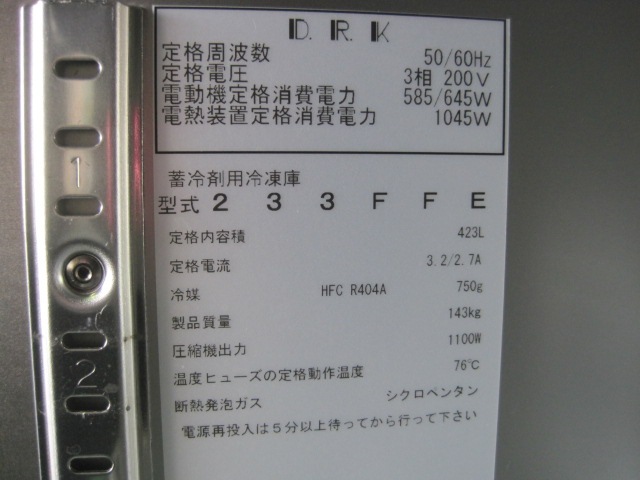 D. R. K
定格周波数 50/60Hz
定格電圧 3相 200V
電動機定格消費電力 585/645W
電熱装置定格消費電力 1045W
蓄冷剤用冷凍庫
型式 2 3 3 F F E
定格内容積 423L
定格電流 3.2/2.7A
冷媒 HFC R404A 750g
製品質量 143kg
圧縮機出力 1100W
温度ヒューズの定格動作温度 76℃
断熱発泡ガス シクロペンタン
電源再投入は5分以上待ってから行って下さい
1
2